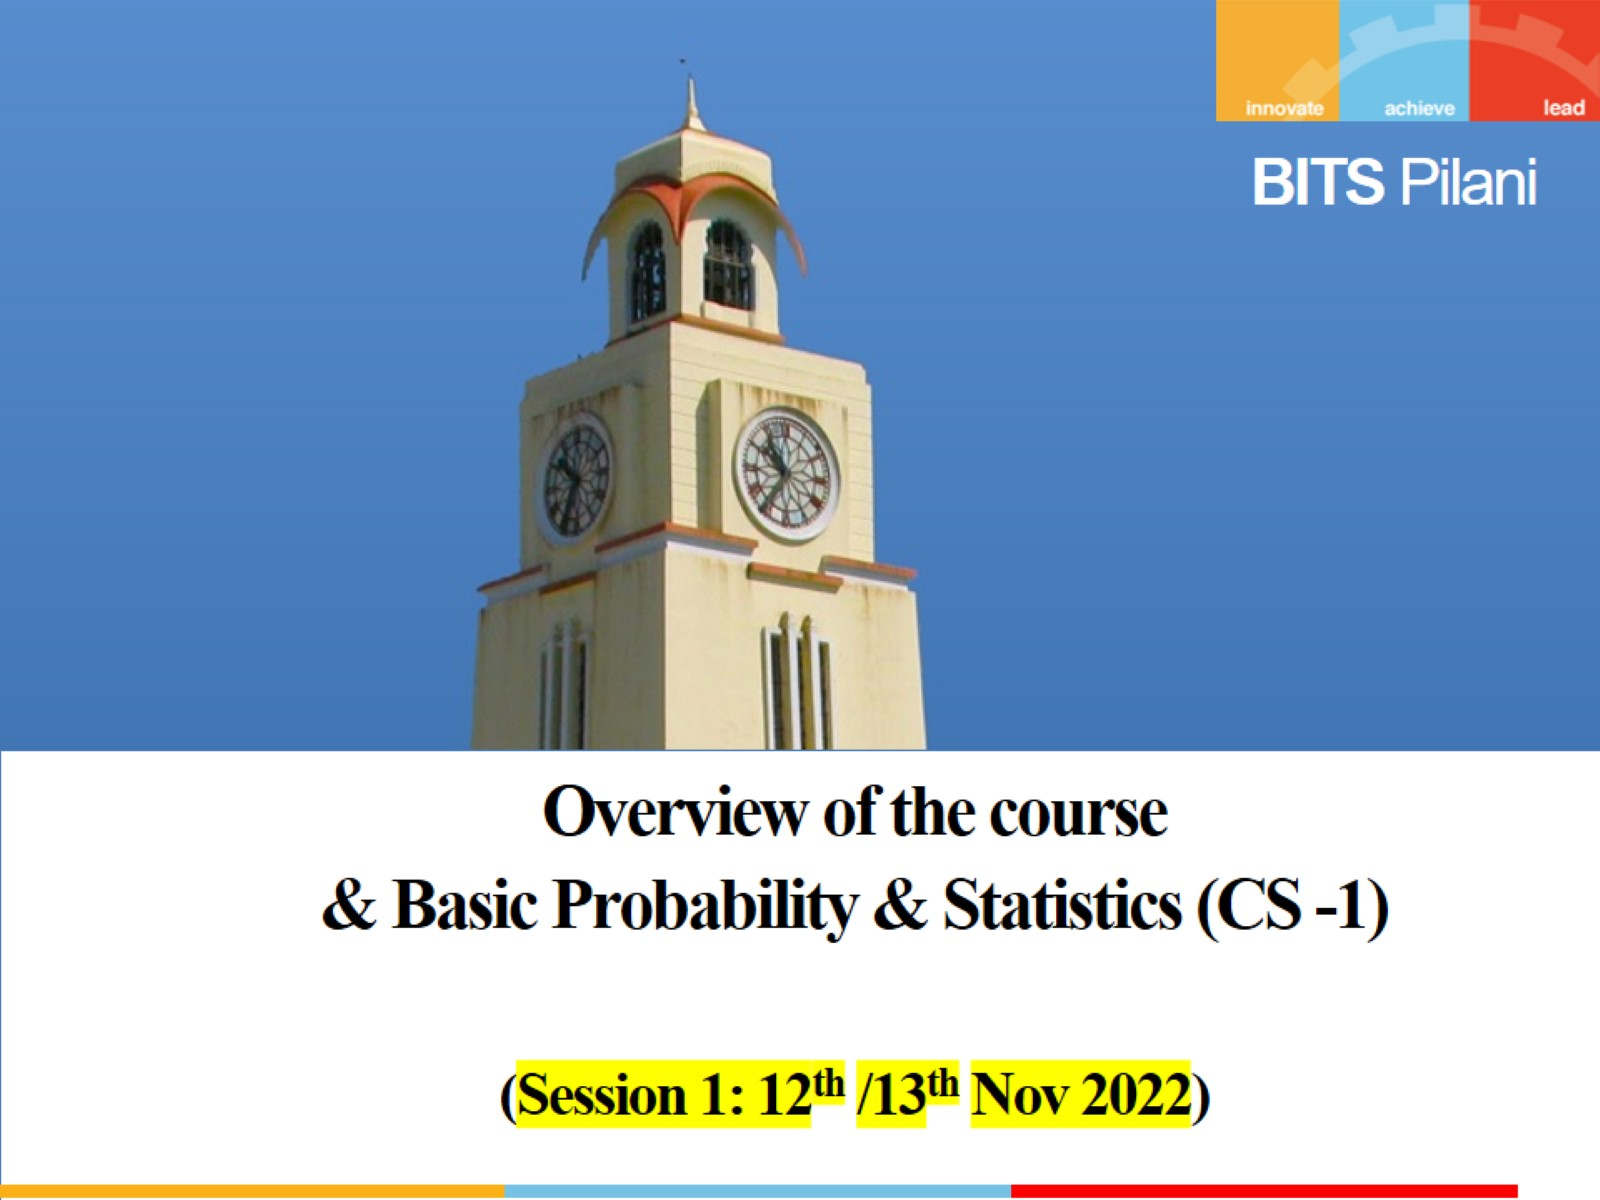 innovate achieve lead
BITS Pilani
Overview of the course
& Basic Probability & Statistics (CS -1)
(Session 1: 12th /13th Nov 2022)